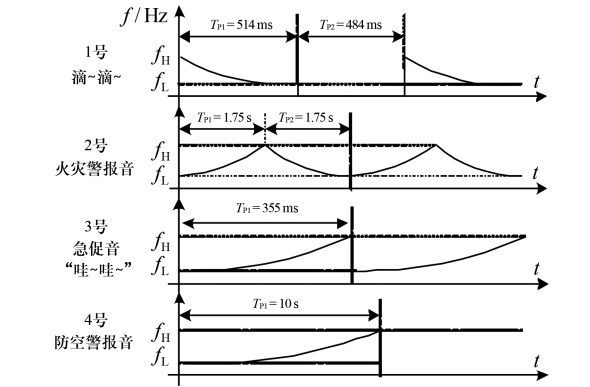 f/Hz
T_P1=514 ms
T_P2=484 ms
1号
滴~滴~
f_H
f_L
t
T_P1=1.75 s
T_P2=1.75 s
2号
火灾警报音
f_H
f_L
t
T_P1=355 ms
3号
急促音
“哇~哇~”
f_H
f_L
t
T_P1=10 s
4号
防空警报音
f_H
f_L
t